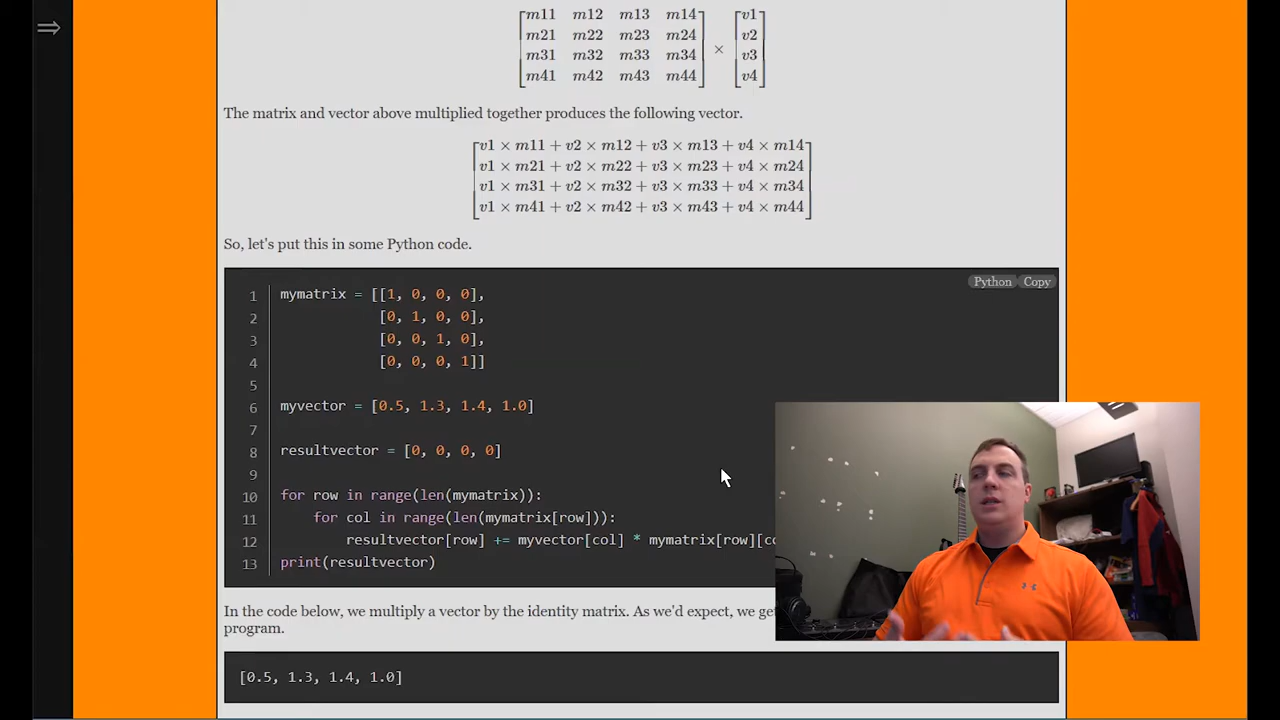 ⇒
m11 m12 m13 m14 v1
m21 m22 m23 m24 v2
m31 m32 m33 m34 × v3
m41 m42 m43 m44 v4
The matrix and vector above multiplied together produces the following vector.
v1 × m11 + v2 × m12 + v3 × m13 + v4 × m14
v1 × m21 + v2 × m22 + v3 × m23 + v4 × m24
v1 × m31 + v2 × m32 + v3 × m33 + v4 × m34
v1 × m41 + v2 × m42 + v3 × m43 + v4 × m44
So, let's put this in some Python code.
Python Copy
1 mymatrix = [[1, 0, 0, 0],
2 [0, 1, 0, 0],
3 [0, 0, 1, 0],
4 [0, 0, 0, 1]]
5
6 myvector = [0.5, 1.3, 1.4, 1.0]
7
8 resultvector = [0, 0, 0, 0]
9
10 for row in range(len(mymatrix)):
11 for col in range(len(mymatrix[row])):
12 resultvector[row] += myvector[col] * mymatrix[row][co
13 print(resultvector)
In the code below, we multiply a vector by the identity matrix. As we'd expect, we get
program.
[0.5, 1.3, 1.4, 1.0]